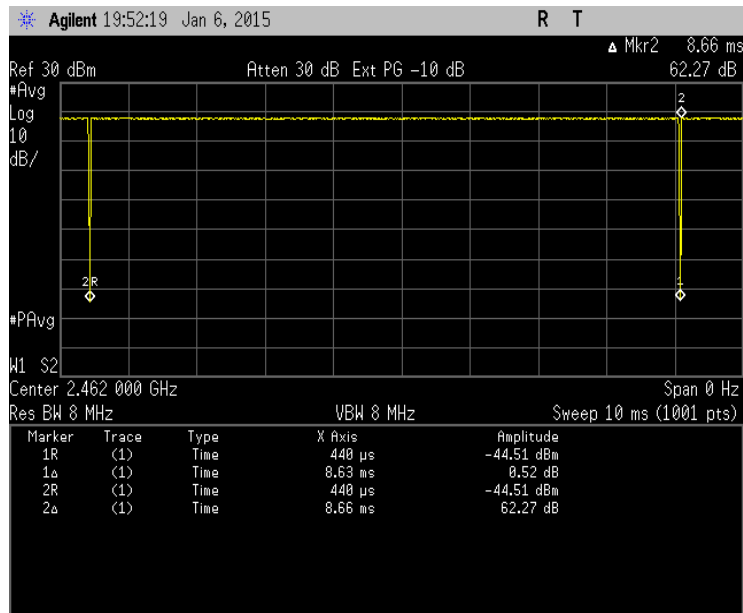 Agilent 19:52:19 Jan 6, 2015 R T
Δ Mkr2 8.66 ms
Ref 30 dBm Atten 30 dB Ext PG -10 dB 62.27 dB
#Avg
Log
10
dB/
2
2R
1
#PAvg
W1 S2
Center 2.462 000 GHz Span 0 Hz
Res BW 8 MHz VBW 8 MHz Sweep 10 ms (1001 pts)
Marker Trace Type X Axis Amplitude
1R (1) Time 440 µs -44.51 dBm
1Δ (1) Time 8.63 ms 0.52 dB
2R (1) Time 440 µs -44.51 dBm
2Δ (1) Time 8.66 ms 62.27 dB